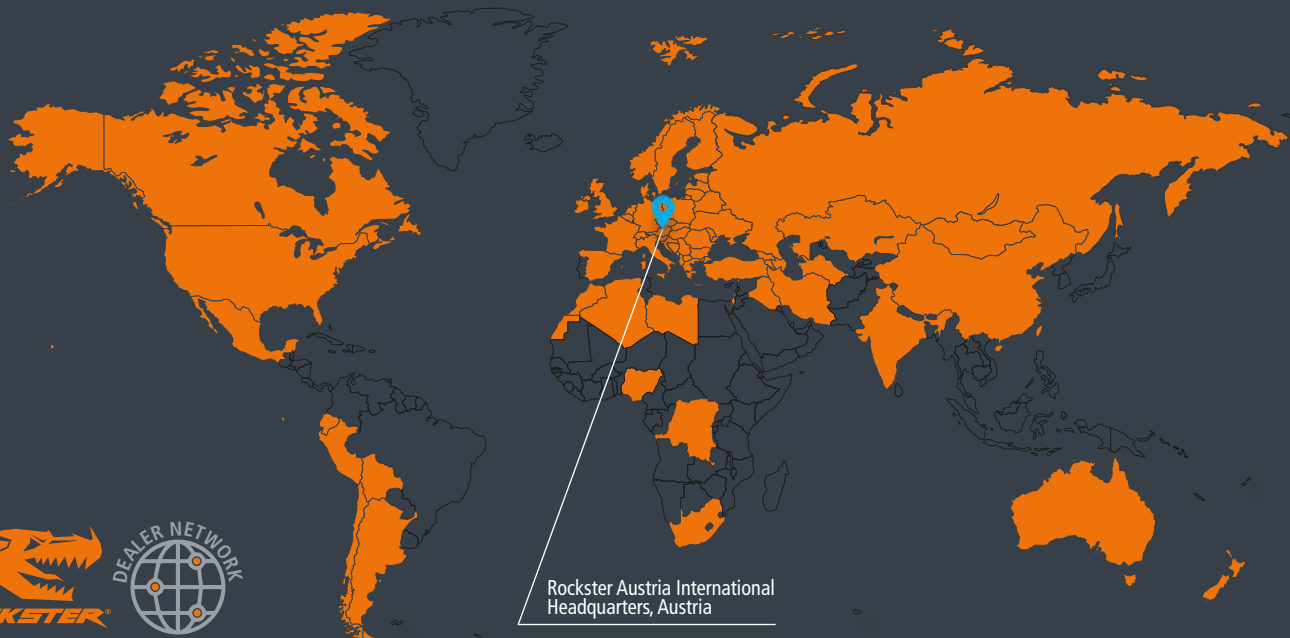 DEALER NETWORK
KSTER®
Rockster Austria International
Headquarters, Austria